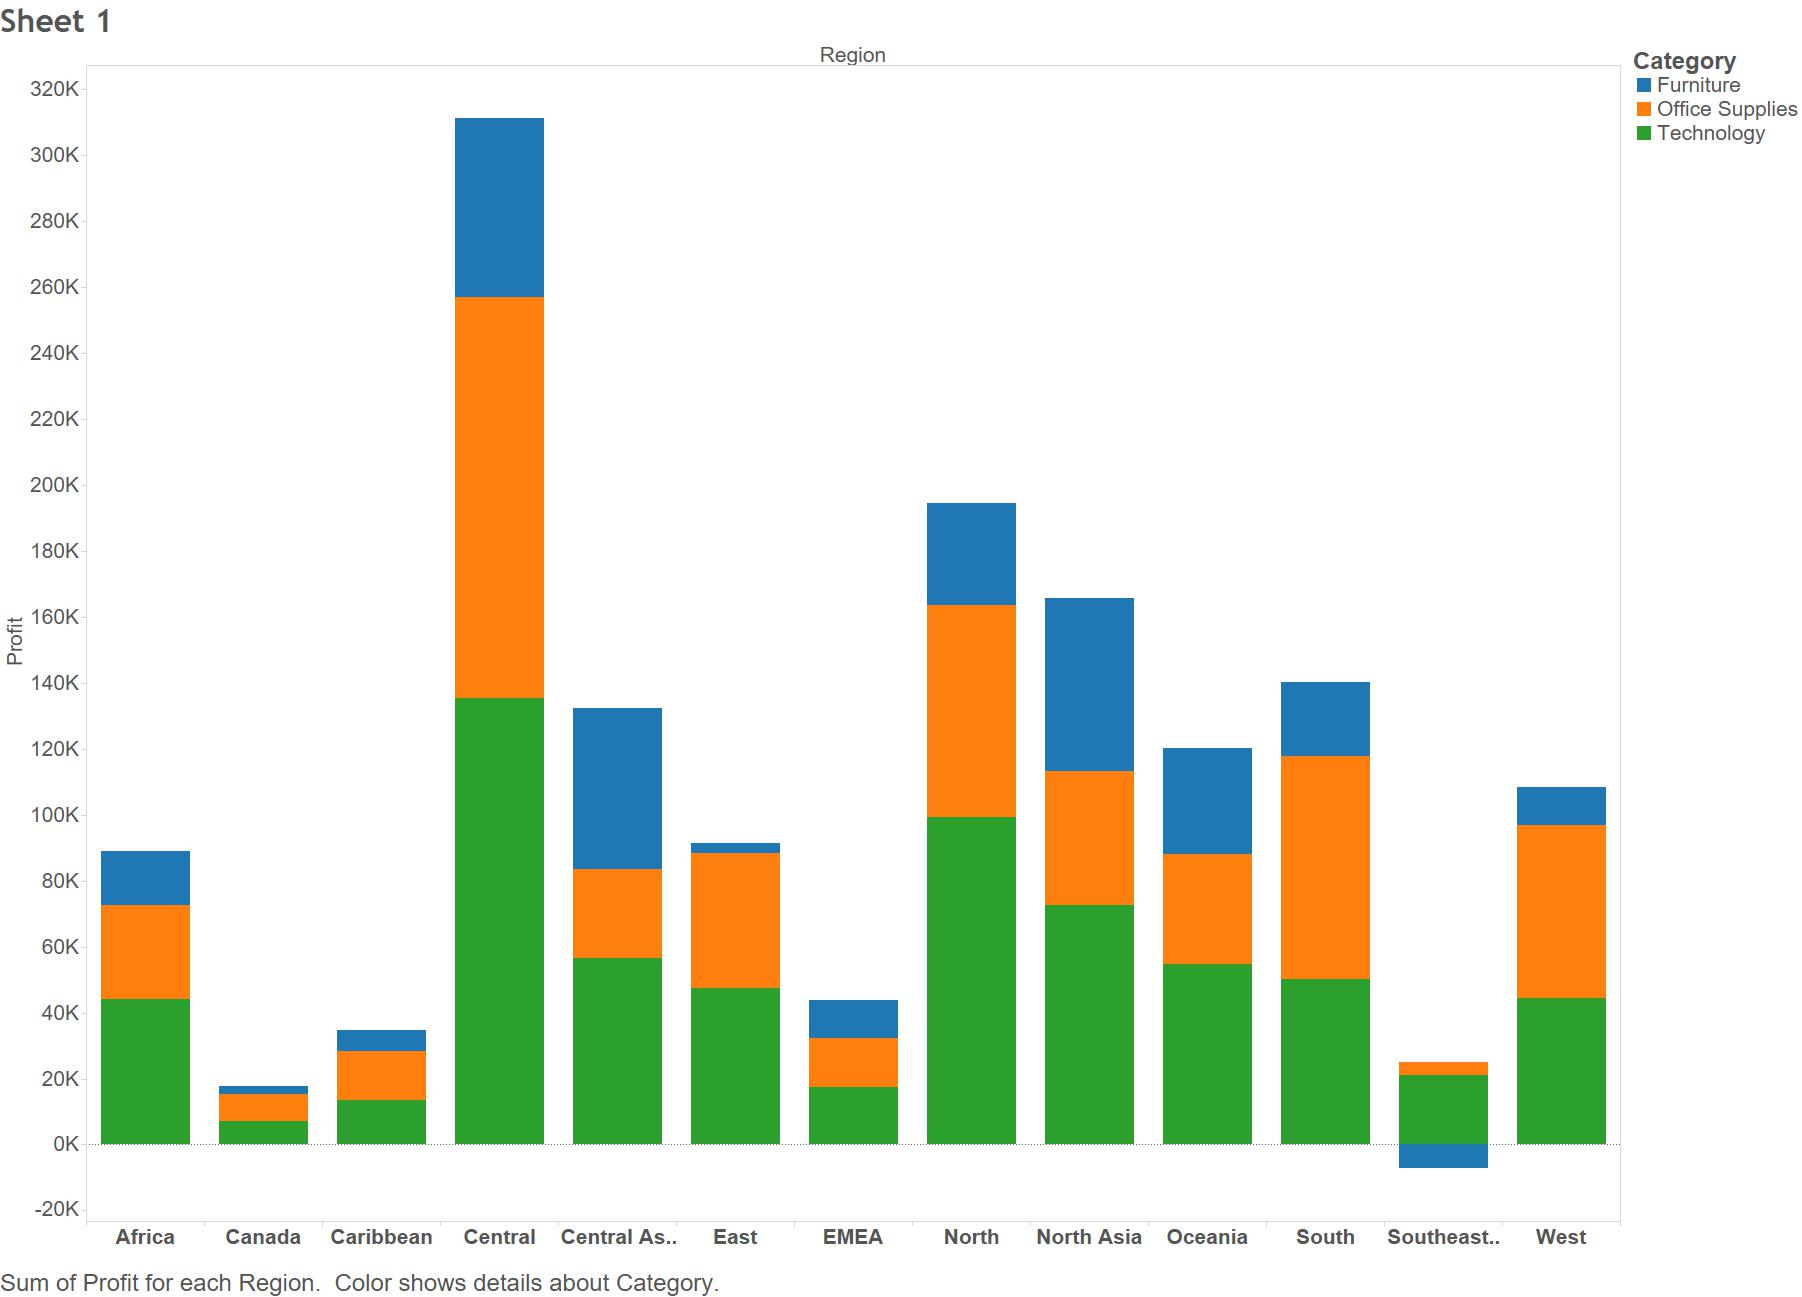 Sheet 1
Region
Category
Furniture
Office Supplies
Technology
320K
300K
280K
260K
240K
220K
200K
180K
160K
140K
120K
100K
80K
60K
40K
20K
0K
-20K
Profit
Africa Canada Caribbean Central Central As.. East EMEA North North Asia Oceania South Southeast.. West
Sum of Profit for each Region.  Color shows details about Category.